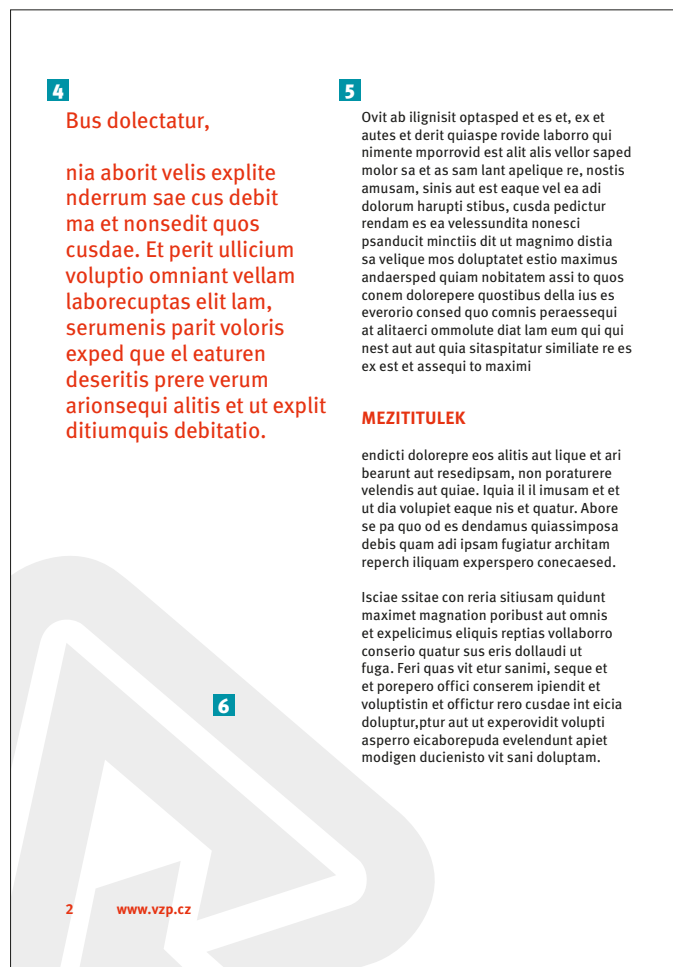 4
Bus dolectatur,
nia aborit velis explite
nderrum sae cus debit
ma et nonsedit quos
cusdae. Et perit ullicium
voluptio omniant vellam
laborecuptas elit lam,
serumenis parit voloris
exped que el eaturen
deseritis prere verum
arionsequi alitis et ut explit
ditiumquis debitatio.
5
Ovit ab ilignisit optasped et es et, ex et
autes et derit quiaspe rovide laborro qui
nimente mporrovid est alit alis vellor saped
molor sa et as sam lant apelique re, nostis
amusam, sinis aut est eaque vel ea adi
dolorum harupti stibus, cusda pedictur
rendam es ea velessundita nonesci
psanducit minctiis dit ut magnimo distia
sa velique mos doluptatet estio maximus
andaersped quiam nobitatem assi to quos
conem dolorepere quostibus della ius es
everorio consed quo comnis peraessequi
at alitaerci ommolute diat lam eum qui qui
nest aut aut quia sitaspitatur similiate re es
ex est et assequi to maximi
MEZITITULEK
endicti dolorepre eos alitis aut lique et ari
bearunt aut resedipsam, non poraturere
velendis aut quiae. Iquia il il imusam et et
ut dia volupiet eaque nis et quatur. Abore
se pa quo od es dendamus quiassimposa
debis quam adi ipsam fugiatur architam
reperch iliquam experspero conecaesed.
Isciae ssitae con reria sitiusam quidunt
maximet magnation poribust aut omnis
et expelicimus eliquis reptias vollaborro
conserio quatur sus eris dollaudi ut
fuga. Feri quas vit etur sanimi, seque et
et porepero offici conserem ipiendit et
voluptistin et offictur rero cusdae int eicia
doluptur,ptur aut ut experovidit volupti
asperro eicaborepuda evelendunt apiet
modigen ducienisto vit sani doluptam.
6
2 www.vzp.cz